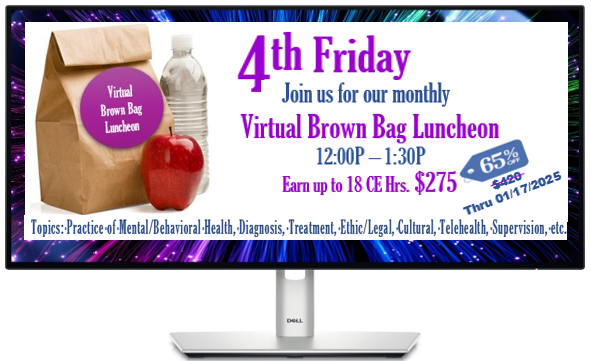 4th Friday
Join us for our monthly
Virtual Brown Bag Luncheon
12:00P – 1:30P
Earn up to 18 CE Hrs. $275
65% OFF
$420
Thru 01/17/2025
Virtual
Brown Bag
Luncheon
Topics: Practice of Mental/Behavioral Health, Diagnosis, Treatment, Ethic/Legal, Cultural, Telehealth, Supervision, etc.
DELL